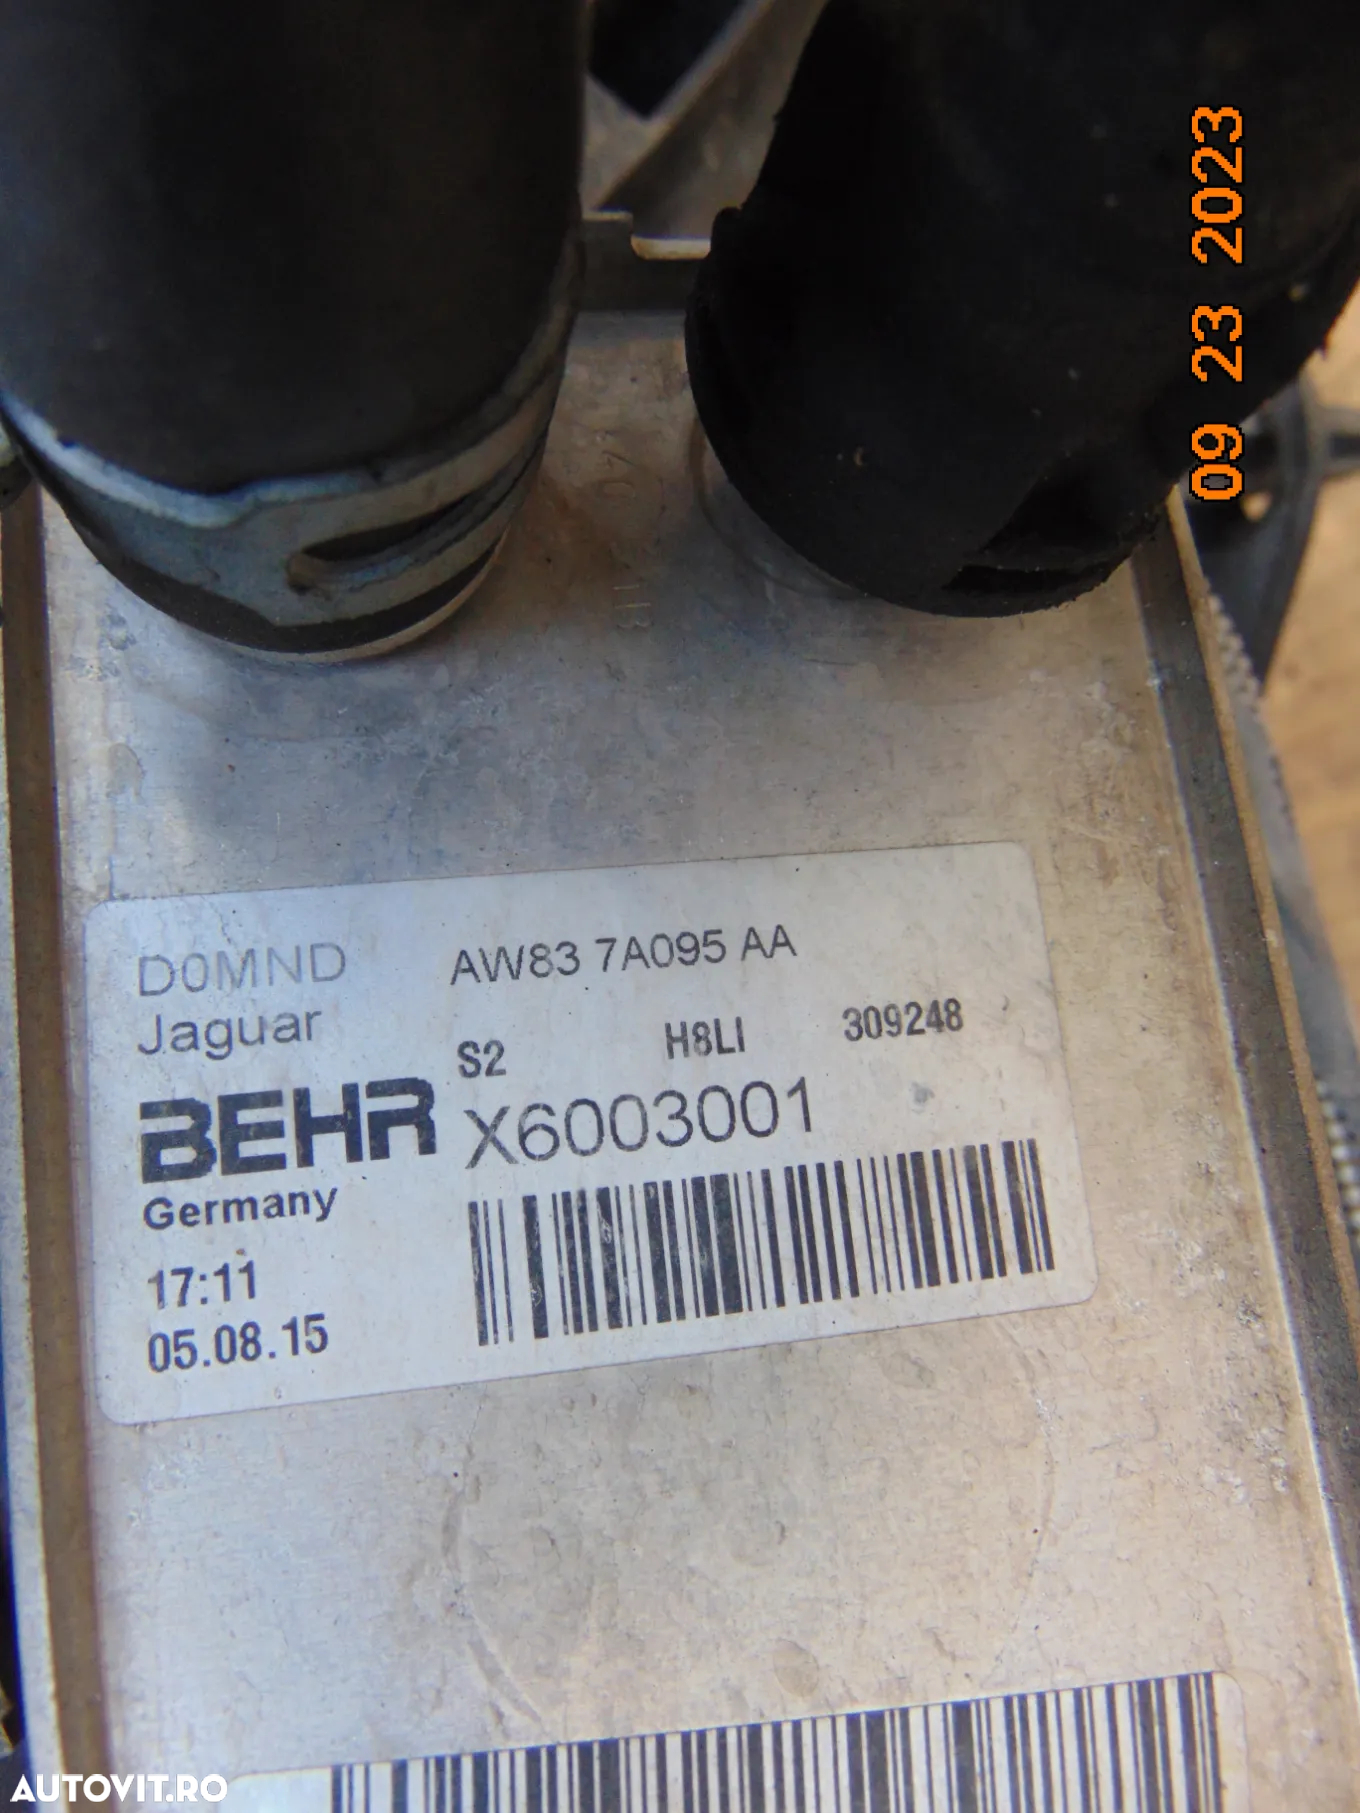 09 23 2023
D0MND AW83 7A095 AA
Jaguar S2 H8LI 309248
BEHR X6003001
Germany
17:11
05.08.15
AUTOVIT.RO